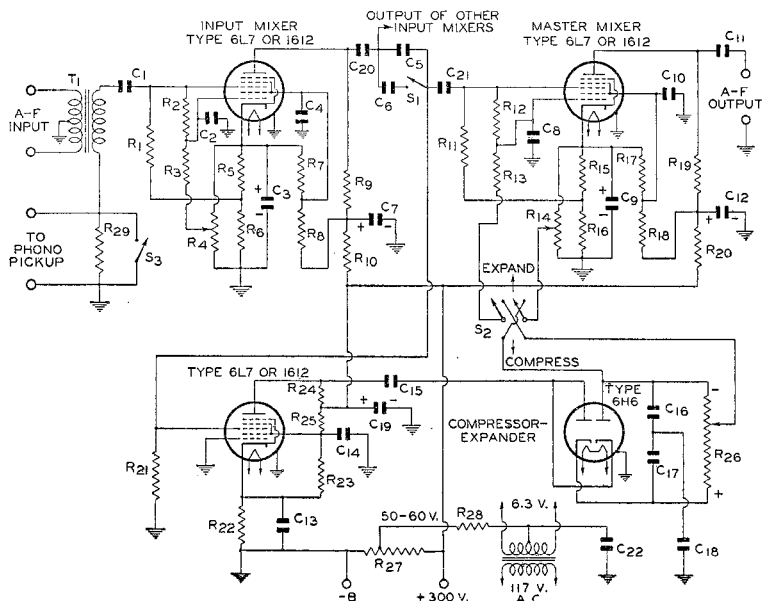 INPUT MIXER
TYPE 6L7 OR 1612
OUTPUT OF OTHER
INPUT MIXERS
MASTER MIXER
TYPE 6L7 OR 1612
C11
T1
C1
C20
C5
C21
C10
A-F
INPUT
R2
C4
C6
S1
R12
A-F
OUTPUT
C2
C8
R1
R3
R11
R13
R5
C3
+
-
R7
R9
R15
R17
R19
C9
+
-
C7
+
-
C12
+
-
R4
R6
R8
R10
R14
R16
R18
R20
TO
PHONO
PICKUP
R29
S3
EXPAND
S2
COMPRESS
TYPE 6L7 OR 1612
R24
C15
TYPE
6H6
-
R25
+
-
C19
COMPRESSOR-
EXPANDER
C16
R26
C14
C17
R21
R23
+
R22
C13
50-60 V.
R28
6.3 V.
C18
R27
C22
-B
+300V.
117 V.
A.C.